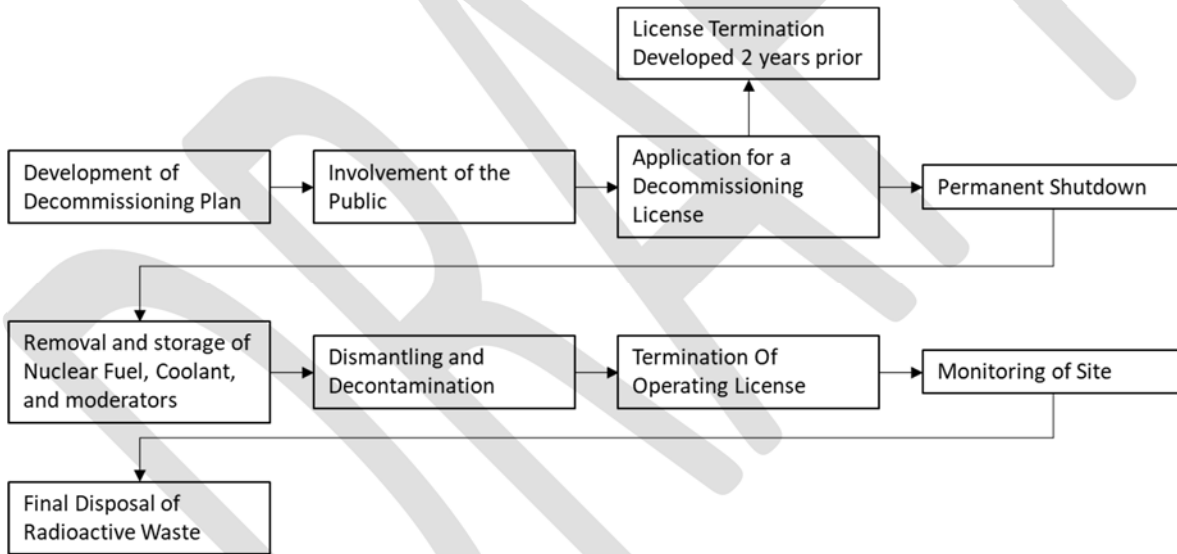 License Termination
Developed 2 years prior
Development of
Decommissioning Plan
Involvement of the
Public
Application for a
Decommissioning
License
Permanent Shutdown
Removal and storage of
Nuclear Fuel, Coolant,
and moderators
Dismantling and
Decontamination
Termination Of
Operating License
Monitoring of Site
Final Disposal of
Radioactive Waste
DRAFT